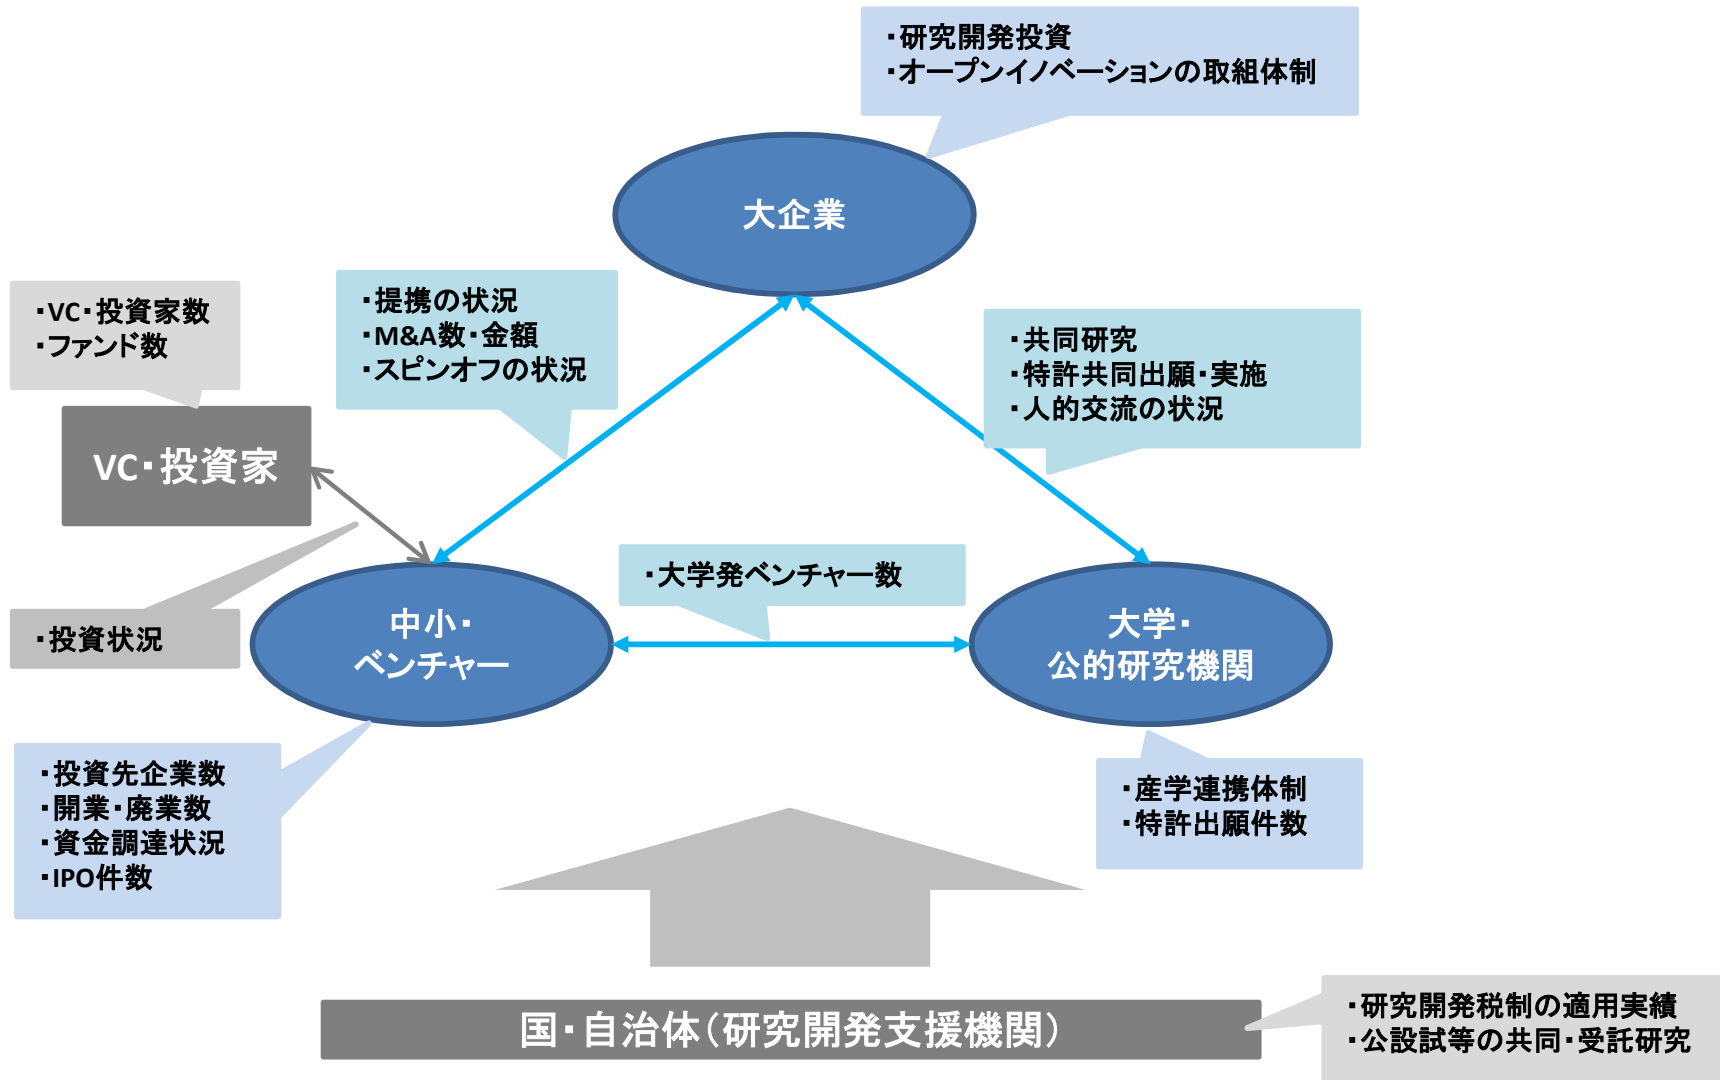 ・研究開発投資
・オープンイノベーションの取組体制
大企業
・提携の状況
・M&A数・金額
・スピンオフの状況
・VC・投資家数
・ファンド数
・共同研究
・特許共同出願・実施
・人的交流の状況
VC・投資家
・大学発ベンチャー数
・投資状況
中小・
ベンチャー
大学・
公的研究機関
・投資先企業数
・開業・廃業数
・資金調達状況
・IPO件数
・産学連携体制
・特許出願件数
国・自治体(研究開発支援機関)
・研究開発税制の適用実績
・公設試等の共同・受託研究